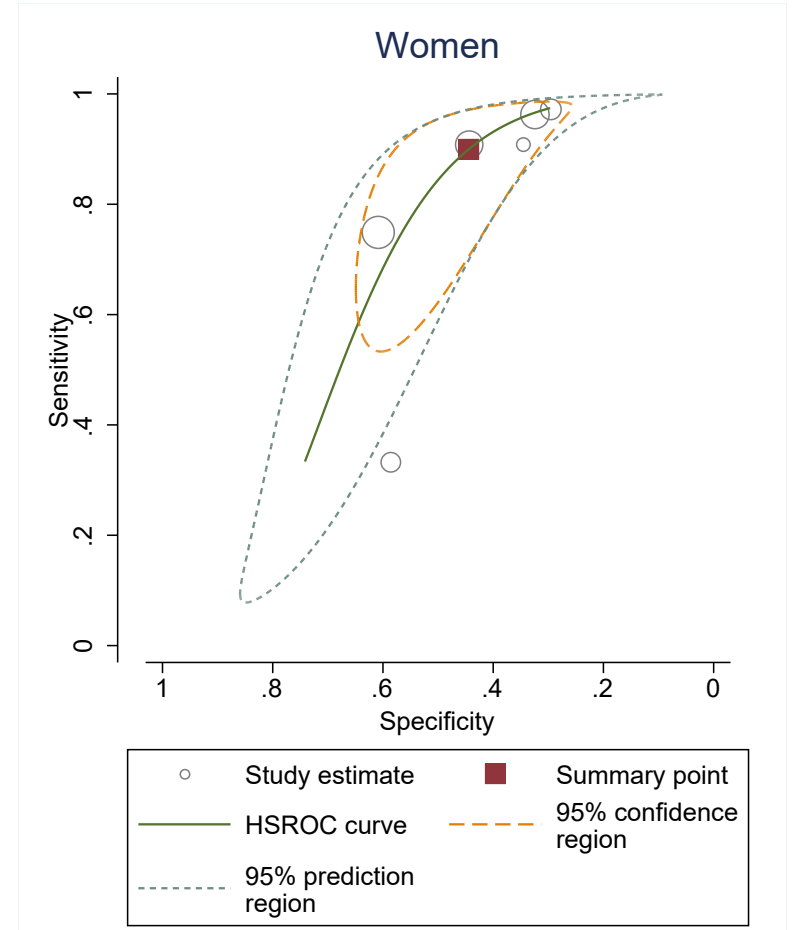 Women
Sensitivity
1
.8
.6
.4
.2
0
1 .8 .6 .4 .2 0
Specificity
Study estimate
Summary point
HSROC curve
95% confidence
region
95% prediction
region